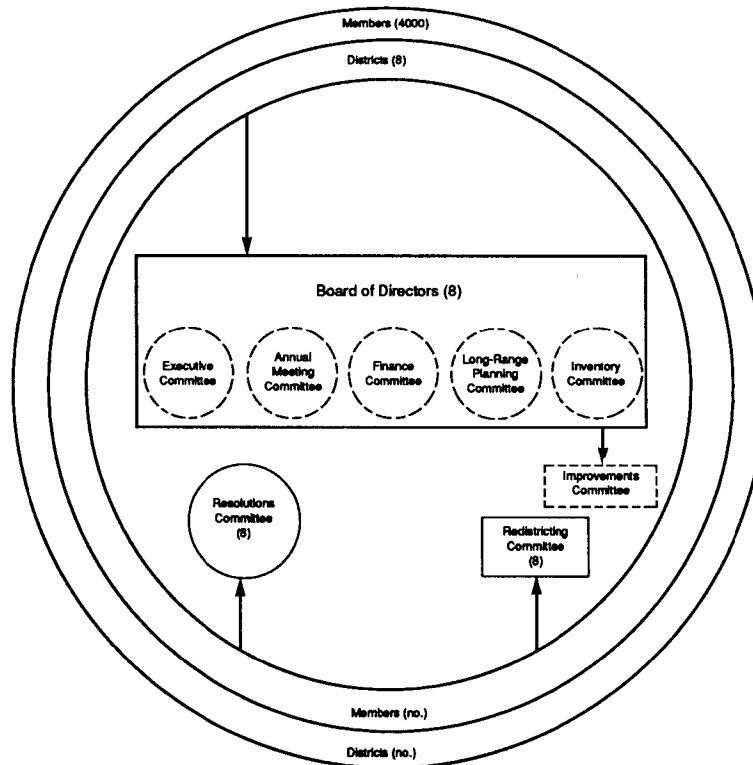 Members (4000)
Districts (8)
Board of Directors (8)
Executive
Committee
Annual
Meeting
Committee
Finance
Committee
Long-Range
Planning
Committee
Inventory
Committee
Improvements
Committee
Resolutions
Committee
(8)
Redistricting
Committee
(8)
Members (no.)
Districts (no.)